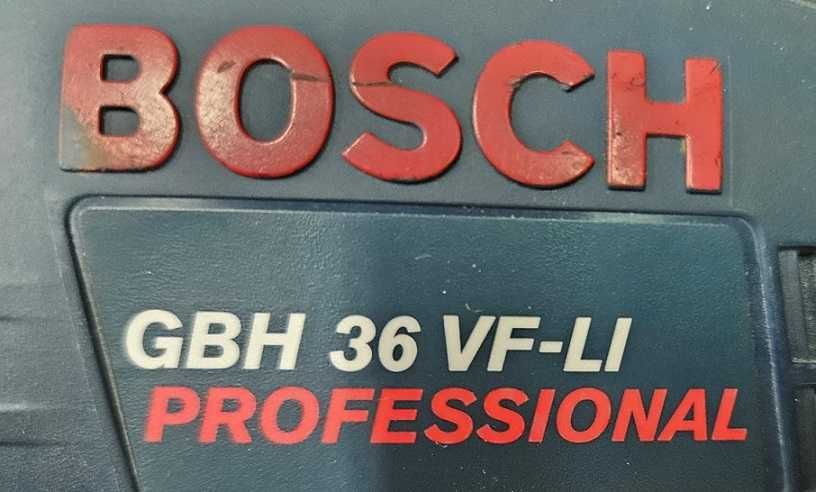 BOSCH
GBH 36 VF-LI
PROFESSIONAL